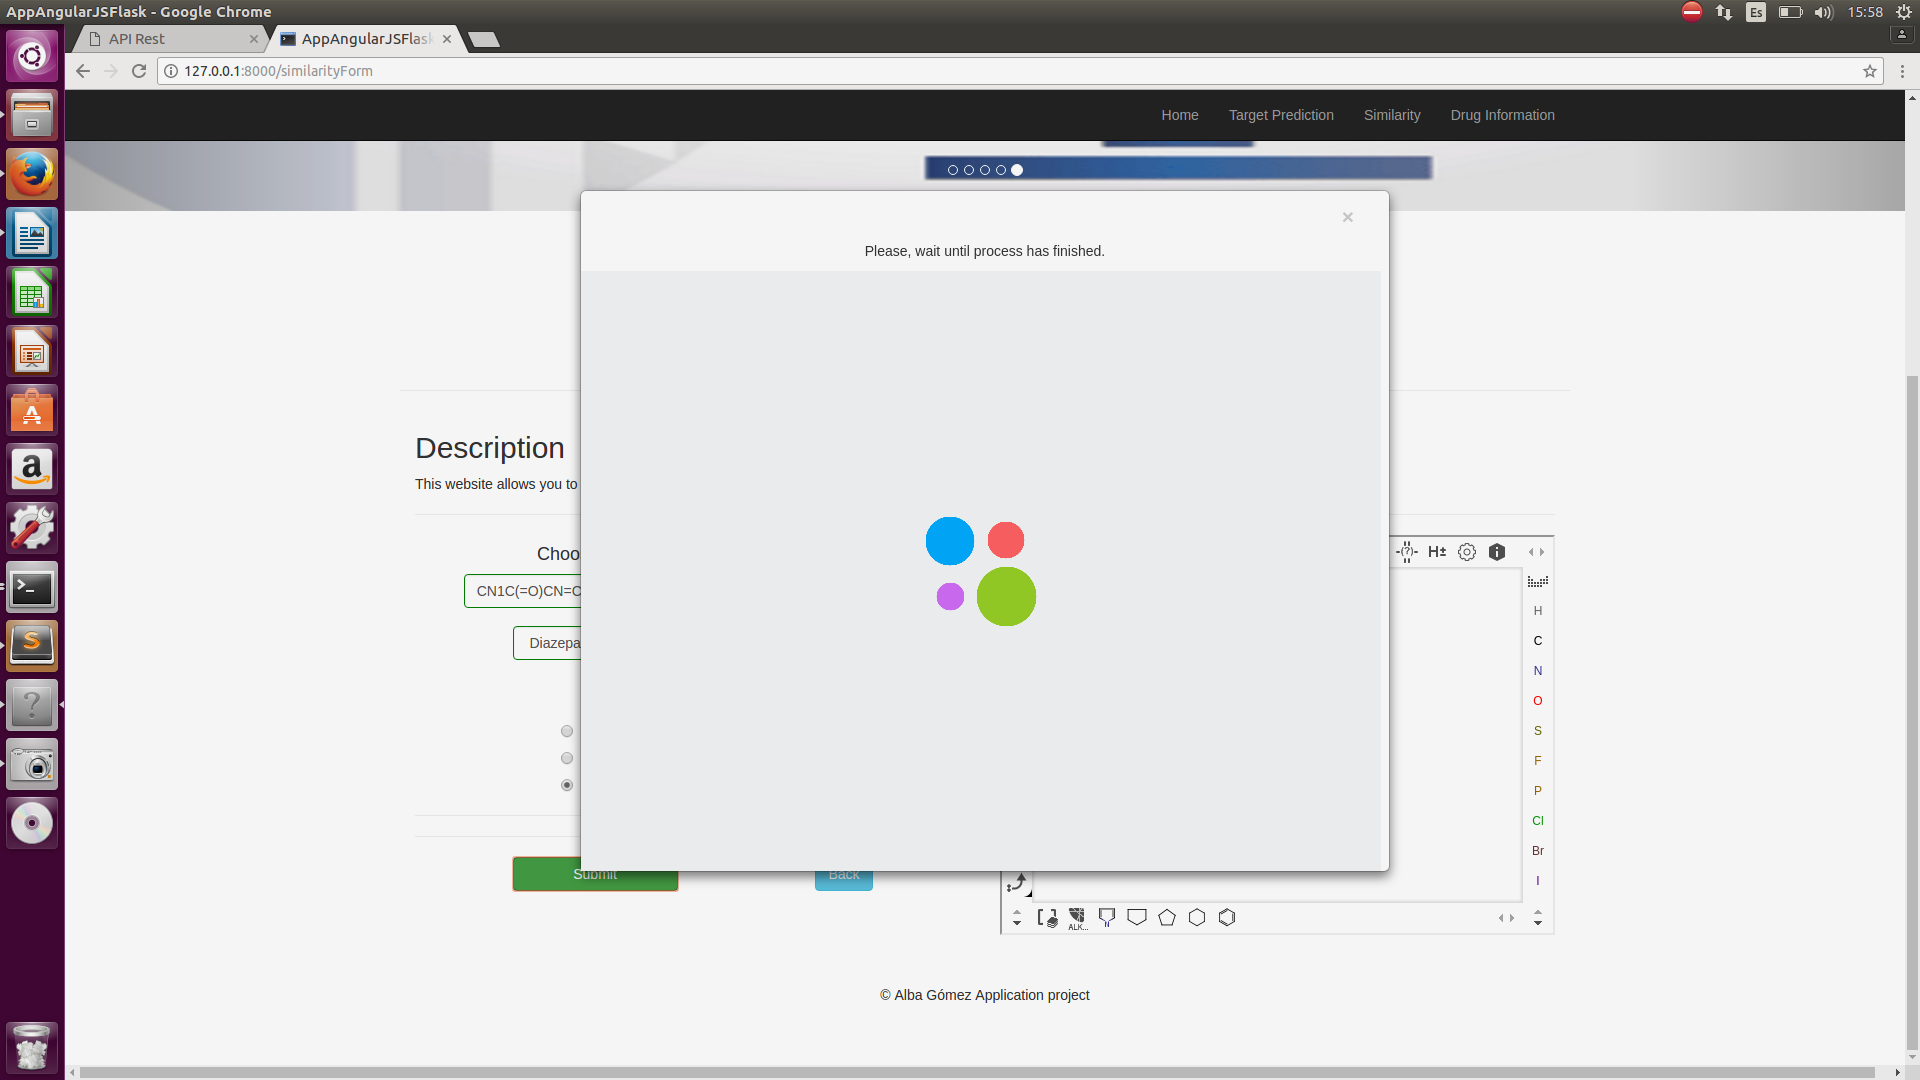 AppAngularJSFlask - Google Chrome
Es
15:58
API Rest
AppAngularJSFlask
127.0.0.1:8000/similarityForm
Home
Target Prediction
Similarity
Drug Information
Please, wait until process has finished.
Description
This website allows you to
Choo
CN1C(=O)CN=C
Diazepa
Submit
Back
H±
H
C
N
O
S
F
P
Cl
Br
I
ALK...
N
© Alba Gómez Application project